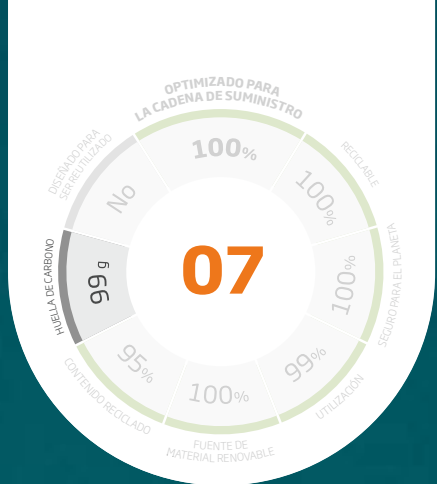 OPTIMIZADO PARA
LA CADENA DE SUMINISTRO
100%
RECICLABLE
100%
SEGURO PARA EL PLANETA
100%
UTILIZACIÓN
99%
FUENTE DE
MATERIAL RENOVABLE
100%
CONTENIDO RECICLADO
95%
HUELLA DE CARBONO
66 g
DISEÑADO PARA
SER REUTILIZADO
No
07